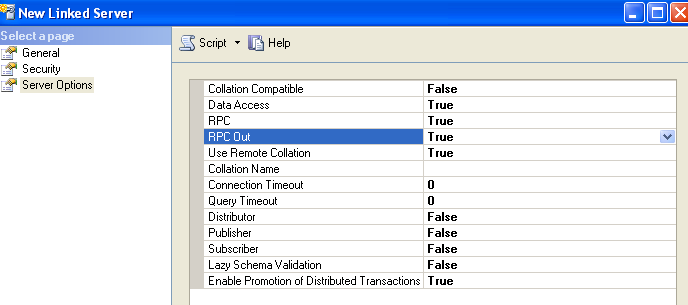 New Linked Server
Select a page
General
Security
Server Options
Script Help
Collation Compatible False
Data Access True
RPC True
RPC Out True
Use Remote Collation True
Collation Name
Connection Timeout 0
Query Timeout 0
Distributor False
Publisher False
Subscriber False
Lazy Schema Validation False
Enable Promotion of Distributed Transactions True